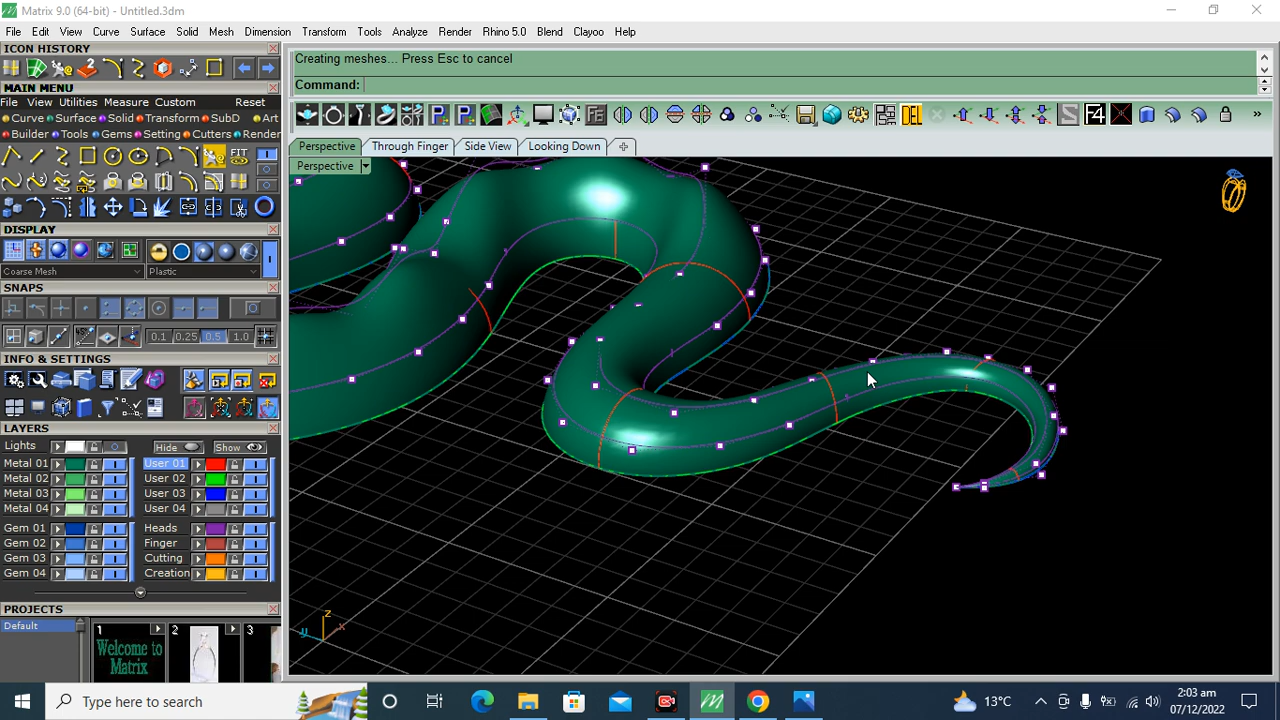 Matrix 9.0 (64-bit) - Untitled.3dm
File Edit View Curve Surface Solid Mesh Dimension Transform Tools Analyze Render Rhino 5.0 Blend Clayoo Help
ICON HISTORY
Creating meshes... Press Esc to cancel
Command:
MAIN MENU
File View Utilities Measure Custom Reset
Curve Surface Solid Transform SubD Art
Builder Tools Gems Setting Cutters Render
FIT
F4
Perspective Through Finger Side View Looking Down
Perspective
DISPLAY
Coarse Mesh Plastic
SNAPS
0.1 0.25 0.5 1.0
INFO & SETTINGS
LAYERS
Lights Hide Show
Metal 01 User 01
Metal 02 User 02
Metal 03 User 03
Metal 04 User 04
Gem 01 Heads
Gem 02 Finger
Gem 03 Cutting
Gem 04 Creation
PROJECTS
Default
1 2 3
Welcome to
Matrix
z
y x
Type here to search
13°C
2:03 am
07/12/2022